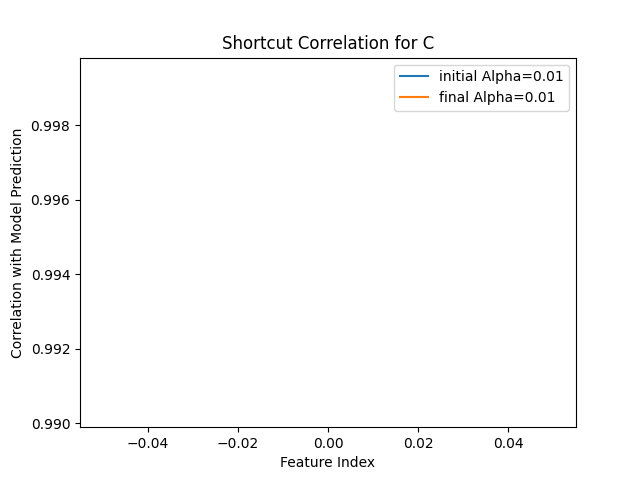 Shortcut Correlation for C
initial Alpha=0.01
final Alpha=0.01
0.998
0.996
0.994
0.992
0.990
Correlation with Model Prediction
−0.04
−0.02
0.00
0.02
0.04
Feature Index